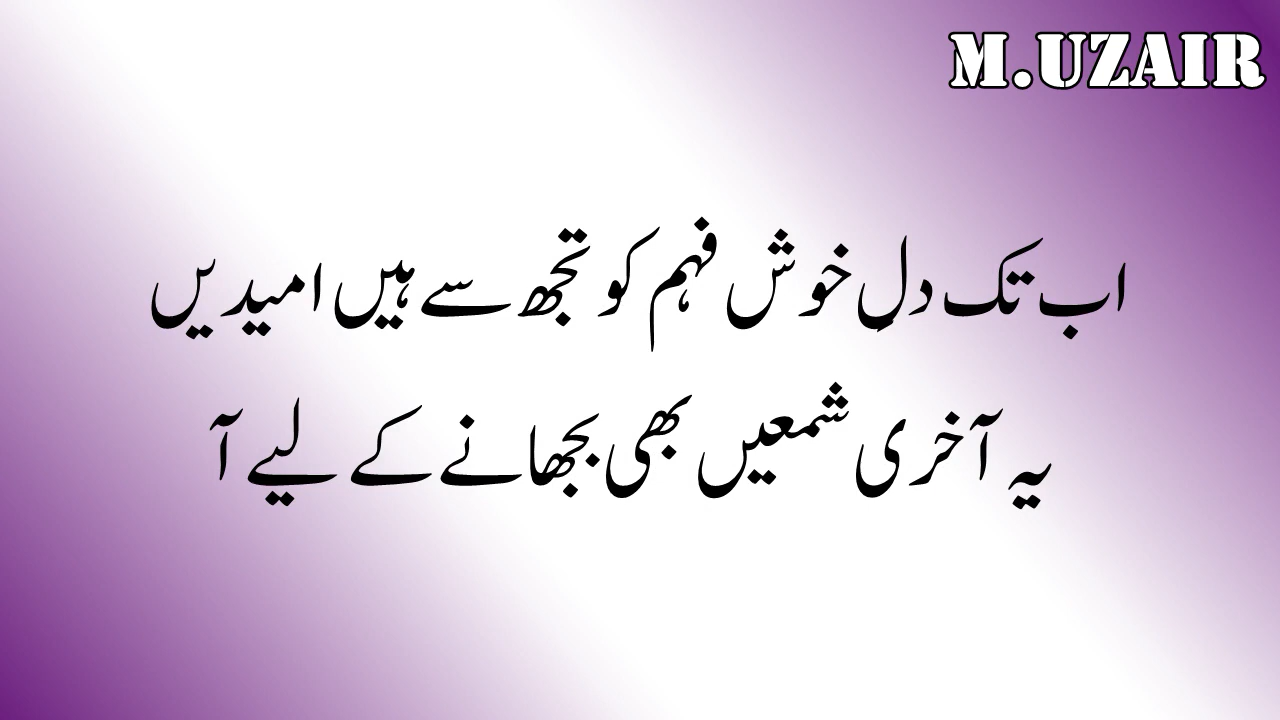 M.UZAIR
اب تک دلِ خوش فہم کو تجھ سے ہیں امیدیں
یہ آخری شمعیں بھی بجھانے کے لیے آ